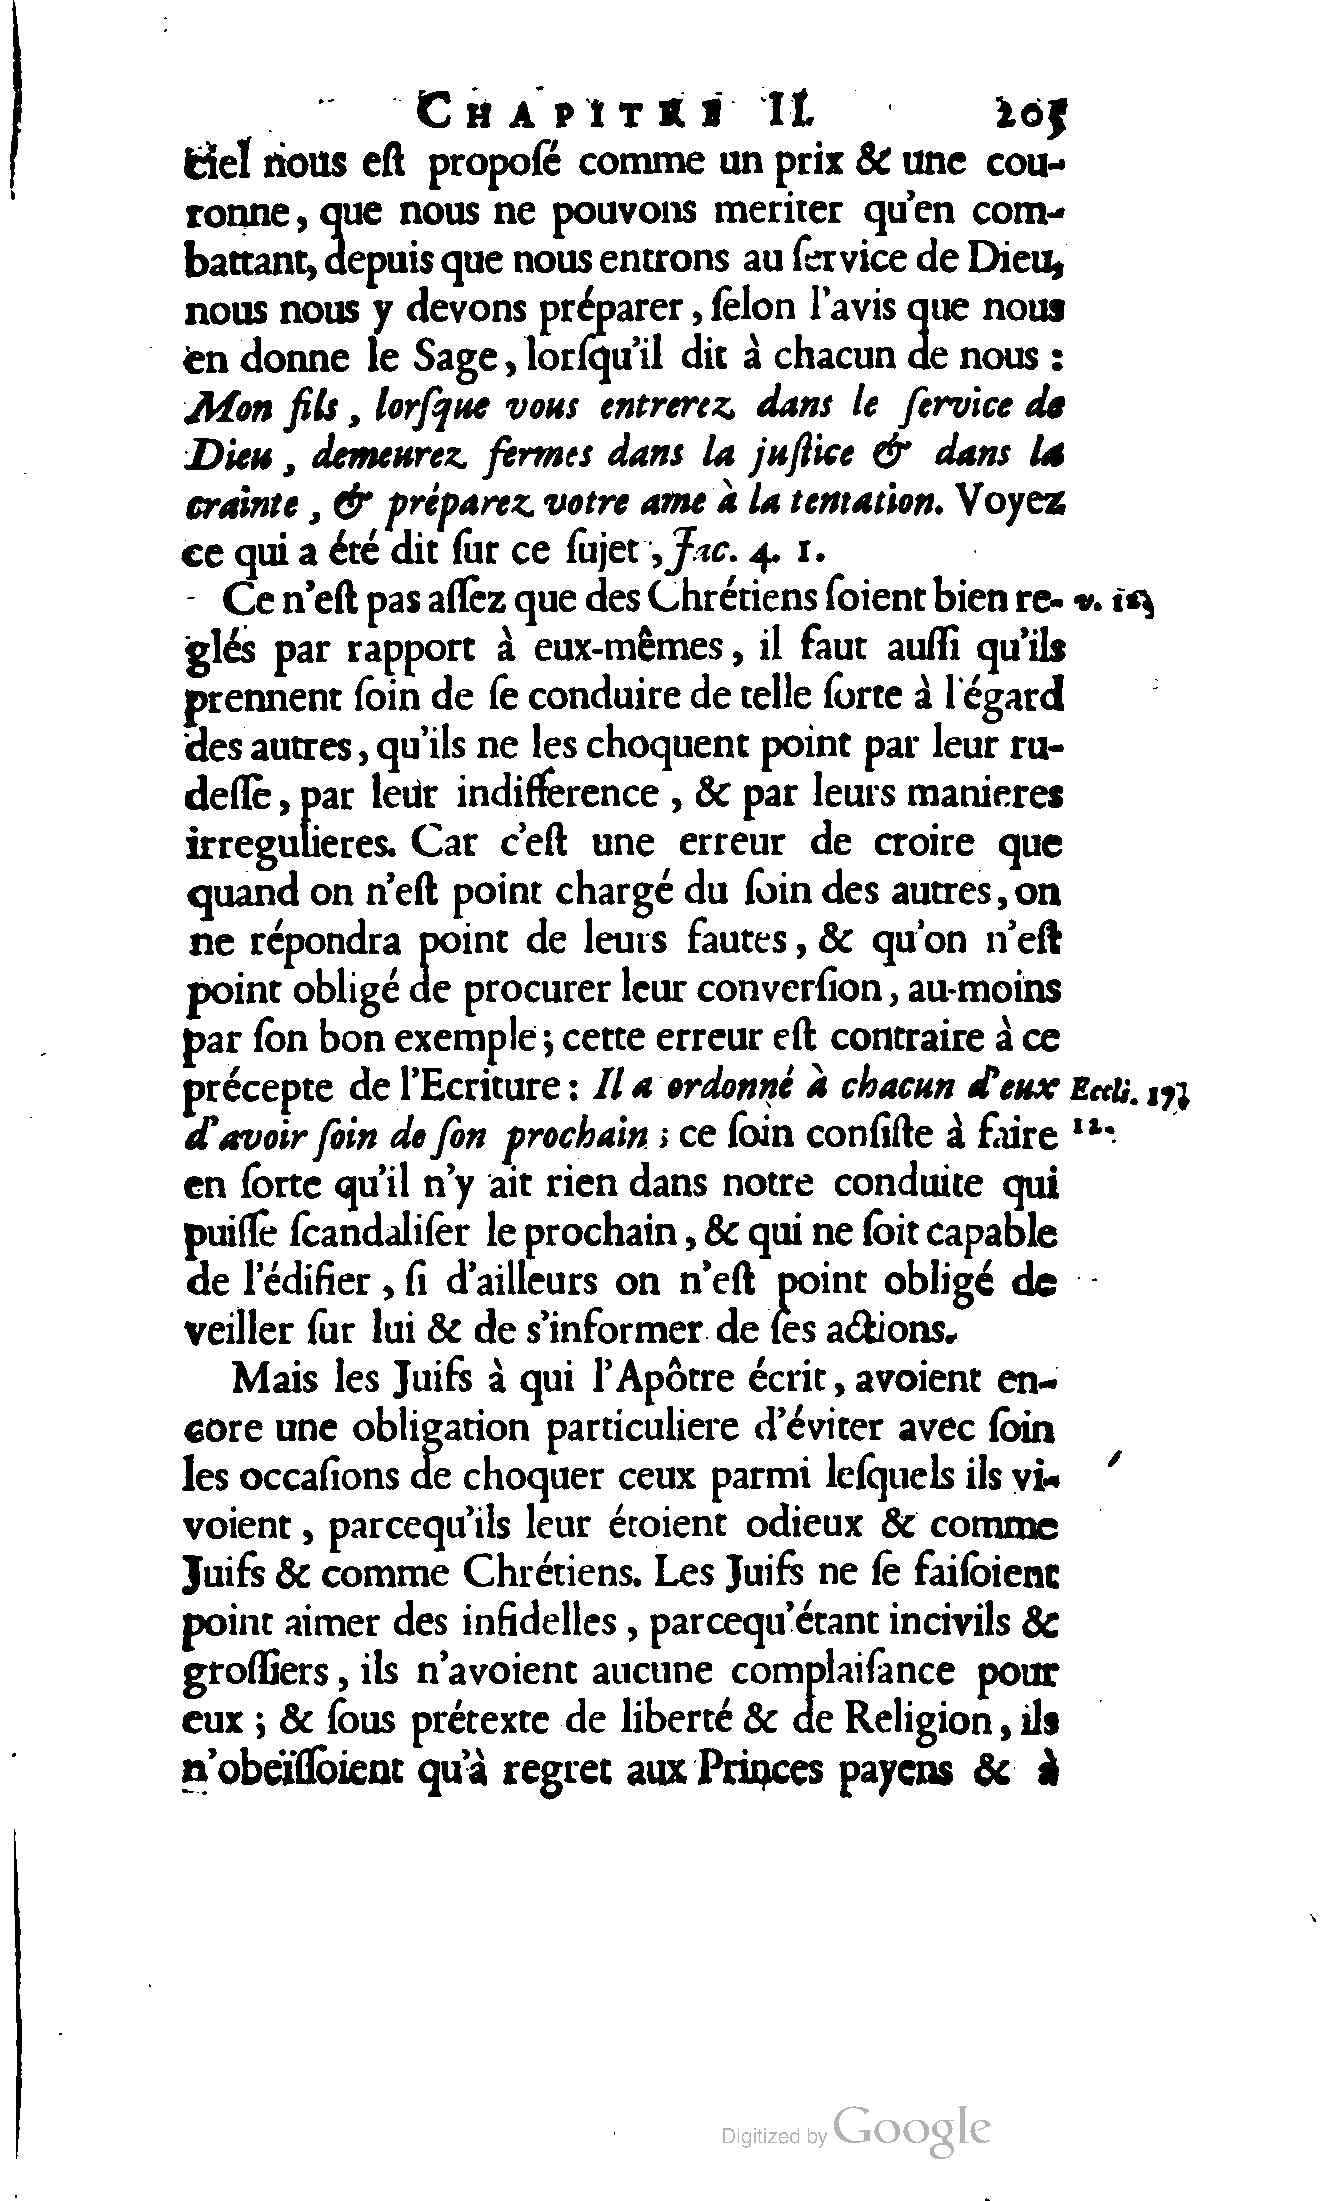 CHAPITRE II. 205
ciel nous eſt propoſé comme un prix & une cou-
ronne, que nous ne pouvons meriter qu'en com-
battant, depuis que nous entrons au ſervice de Dieu,
nous nous y devons préparer, ſelon l'avis que nous
en donne le Sage, lorſqu'il dit à chacun de nous :
Mon fils, lorſque vous entrerez dans le ſervice de
Dieu, demeurez fermes dans la juſtice & dans la
crainte, & préparez votre ame à la tentation. Voyez
ce qui a été dit ſur ce ſujet, Jac. 4. 1.
Ce n'eſt pas aſſez que des Chrétiens ſoient bien re- v.
glés par rapport à eux-mêmes, il faut auſſi qu'ils
prennent ſoin de ſe conduire de telle ſorte à l'égard
des autres, qu'ils ne les choquent point par leur ru-
deſſe, par leur indifference, & par leurs manieres
irregulieres. Car c'eſt une erreur de croire que
quand on n'eſt point chargé du ſoin des autres, on
ne répondra point de leurs fautes, & qu'on n'eſt
point obligé de procurer leur converſion, au-moins
par ſon bon exemple; cette erreur eſt contraire à ce
précepte de l'Ecriture : Il a ordonné à chacun d'eux Eccli. 17.
d'avoir ſoin de ſon prochain ; ce ſoin conſiſte à faire 12.
en ſorte qu'il n'y ait rien dans notre conduite qui
puiſſe ſcandaliſer le prochain, & qui ne ſoit capable
de l'édifier, ſi d'ailleurs on n'eſt point obligé de
veiller ſur lui & de s'informer de ſes actions.
Mais les Juifs à qui l'Apôtre écrit, avoient en-
core une obligation particuliere d'éviter avec ſoin
les occaſions de choquer ceux parmi leſquels ils vi-
voient, parcequ'ils leur étoient odieux & comme
Juifs & comme Chrétiens. Les Juifs ne ſe faiſoient
point aimer des infidelles, parcequ'étant incivils &
groſſiers, ils n'avoient aucune complaiſance pour
eux ; & ſous prétexte de liberté & de Religion, ils
n'obeïſſoient qu'à regret aux Princes payens & à
Digitized by Google